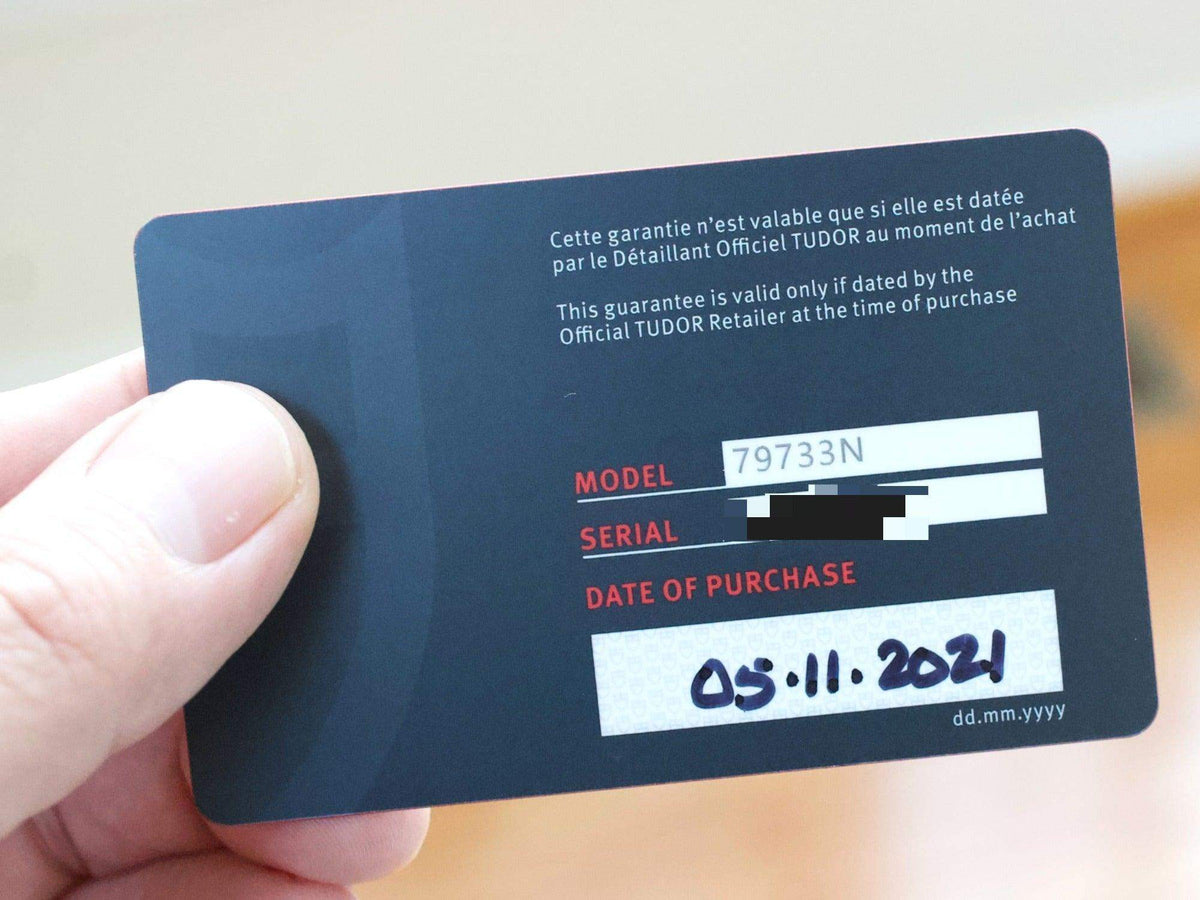 Cette garantie n'est valable que si elle est datée
par le Détaillant Officiel TUDOR au moment de l'achat
This guarantee is valid only if dated by the
Official TUDOR Retailer at the time of purchase
MODEL 79733N
SERIAL
DATE OF PURCHASE
05.11.2021
dd.mm.yyyy